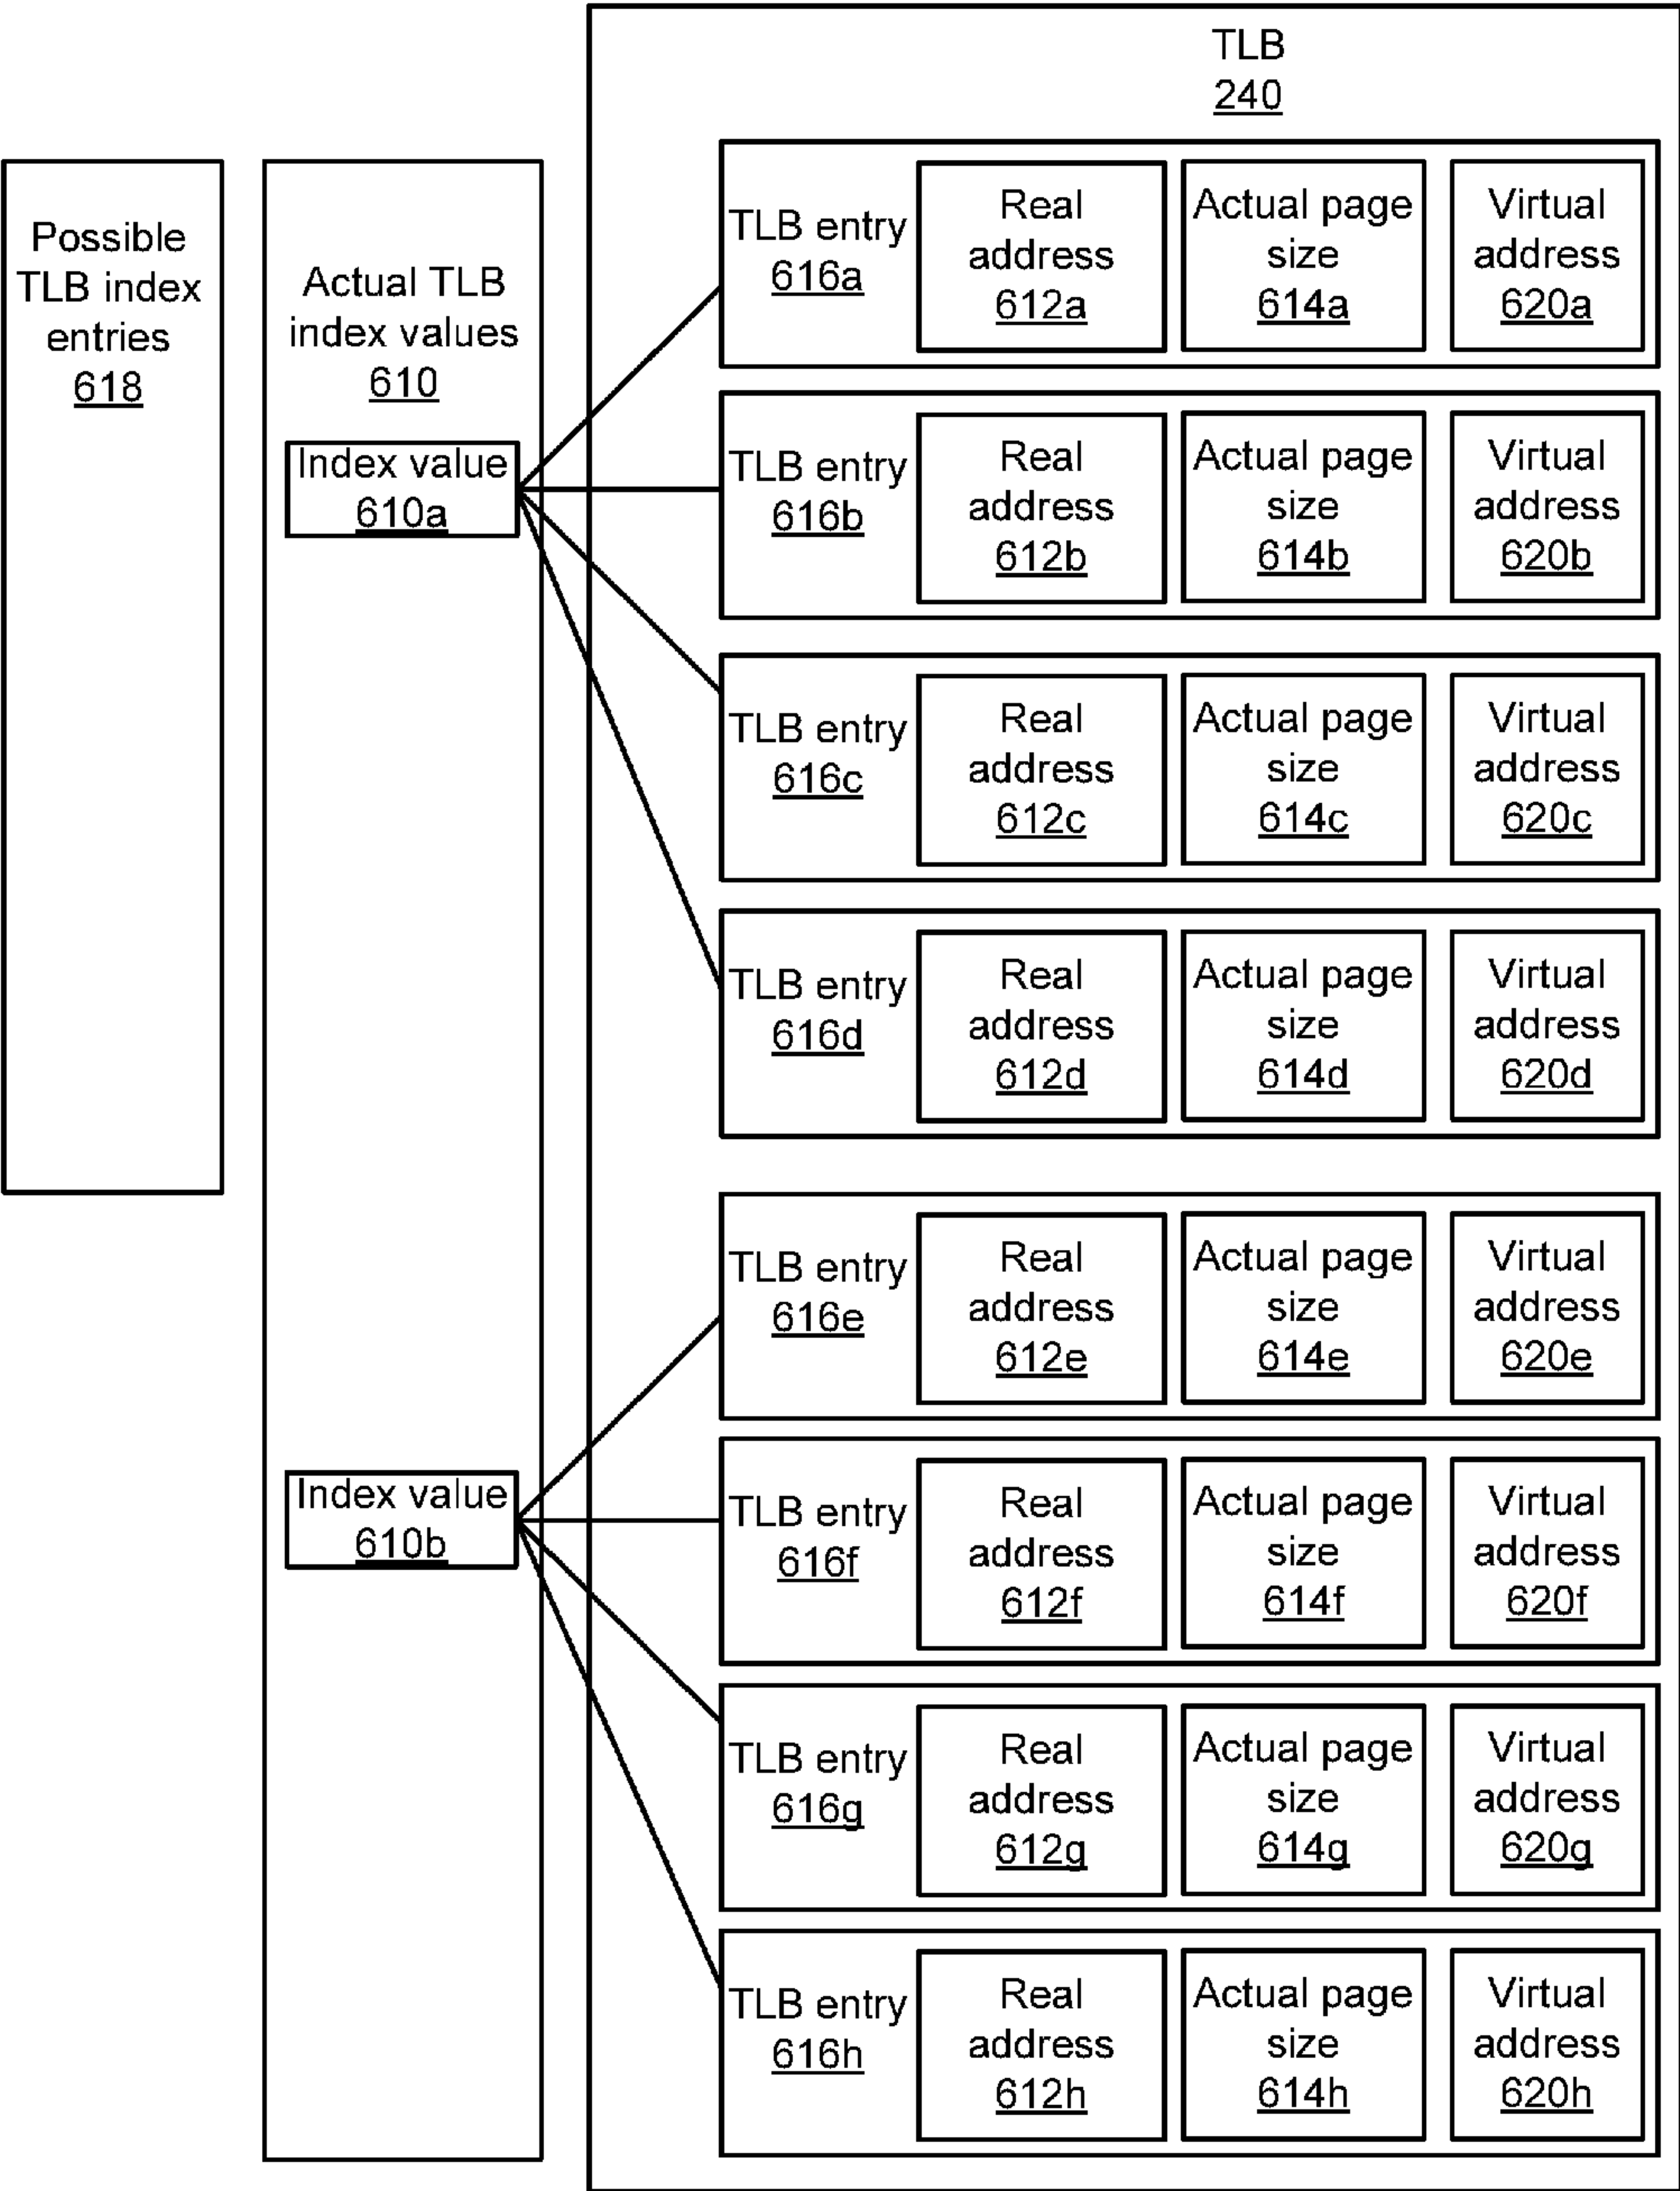 TLB
240
Possible
TLB index
entries
618
Actual TLB
index values
610
Index value
610a
TLB entry
616a
Real
address
612a
Actual page
size
614a
Virtual
address
620a
TLB entry
616b
Real
address
612b
Actual page
size
614b
Virtual
address
620b
TLB entry
616c
Real
address
612c
Actual page
size
614c
Virtual
address
620c
TLB entry
616d
Real
address
612d
Actual page
size
614d
Virtual
address
620d
Index value
610b
TLB entry
616e
Real
address
612e
Actual page
size
614e
Virtual
address
620e
TLB entry
616f
Real
address
612f
Actual page
size
614f
Virtual
address
620f
TLB entry
616g
Real
address
612g
Actual page
size
614g
Virtual
address
620g
TLB entry
616h
Real
address
612h
Actual page
size
614h
Virtual
address
620h